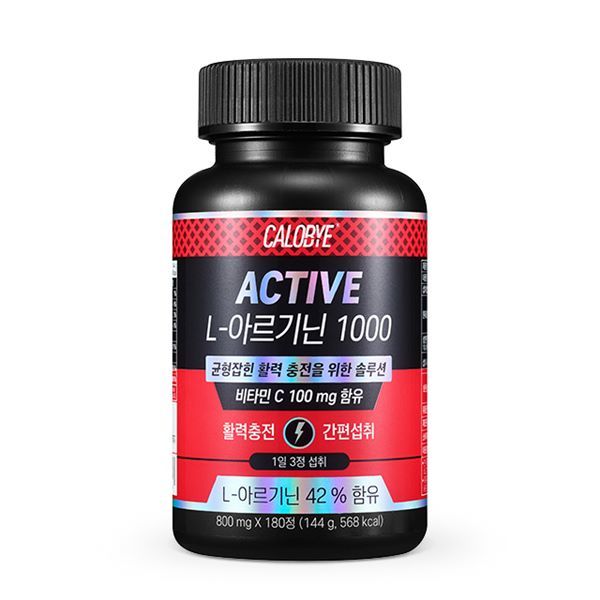 CALOBYE
ACTIVE
L-아르기닌 1000
균형잡힌 활력 충전을 위한 솔루션
비타민 C 100 mg 함유
활력충전 간편섭취
1일 3정 섭취
L-아르기닌 42 % 함유
800 mg X 180정 (144 g, 568 kcal)